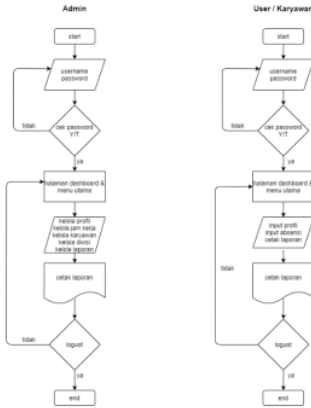 Admin
start
username
password
tidak
cek password
Y/T
ya
halaman dashboard &
menu utama
kelola profil
kelola jam kerja
kelola karyawan
kelola divisi
kelola laporan
cetak laporan
tidak
loguot
ya
end
User / Karyawan
start
username
password
tidak
cek password
Y/T
ya
halaman dashboard &
menu utama
input profil
input absensi
cetak laporan
tidak
cetak laporan
loguot
ya
end